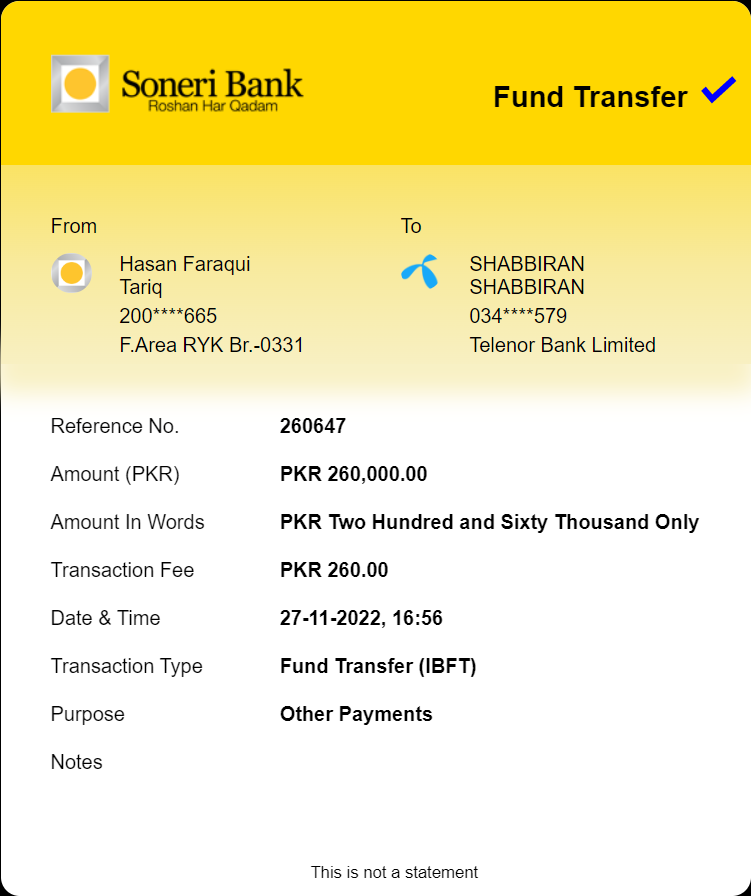 Soneri Bank
Roshan Har Qadam
Fund Transfer
From
To
Hasan Faraqui
Tariq
200****665
F.Area RYK Br.-0331
SHABBIRAN
SHABBIRAN
034****579
Telenor Bank Limited
Reference No. 260647
Amount (PKR) PKR 260,000.00
Amount In Words PKR Two Hundred and Sixty Thousand Only
Transaction Fee PKR 260.00
Date & Time 27-11-2022, 16:56
Transaction Type Fund Transfer (IBFT)
Purpose Other Payments
Notes
This is not a statement